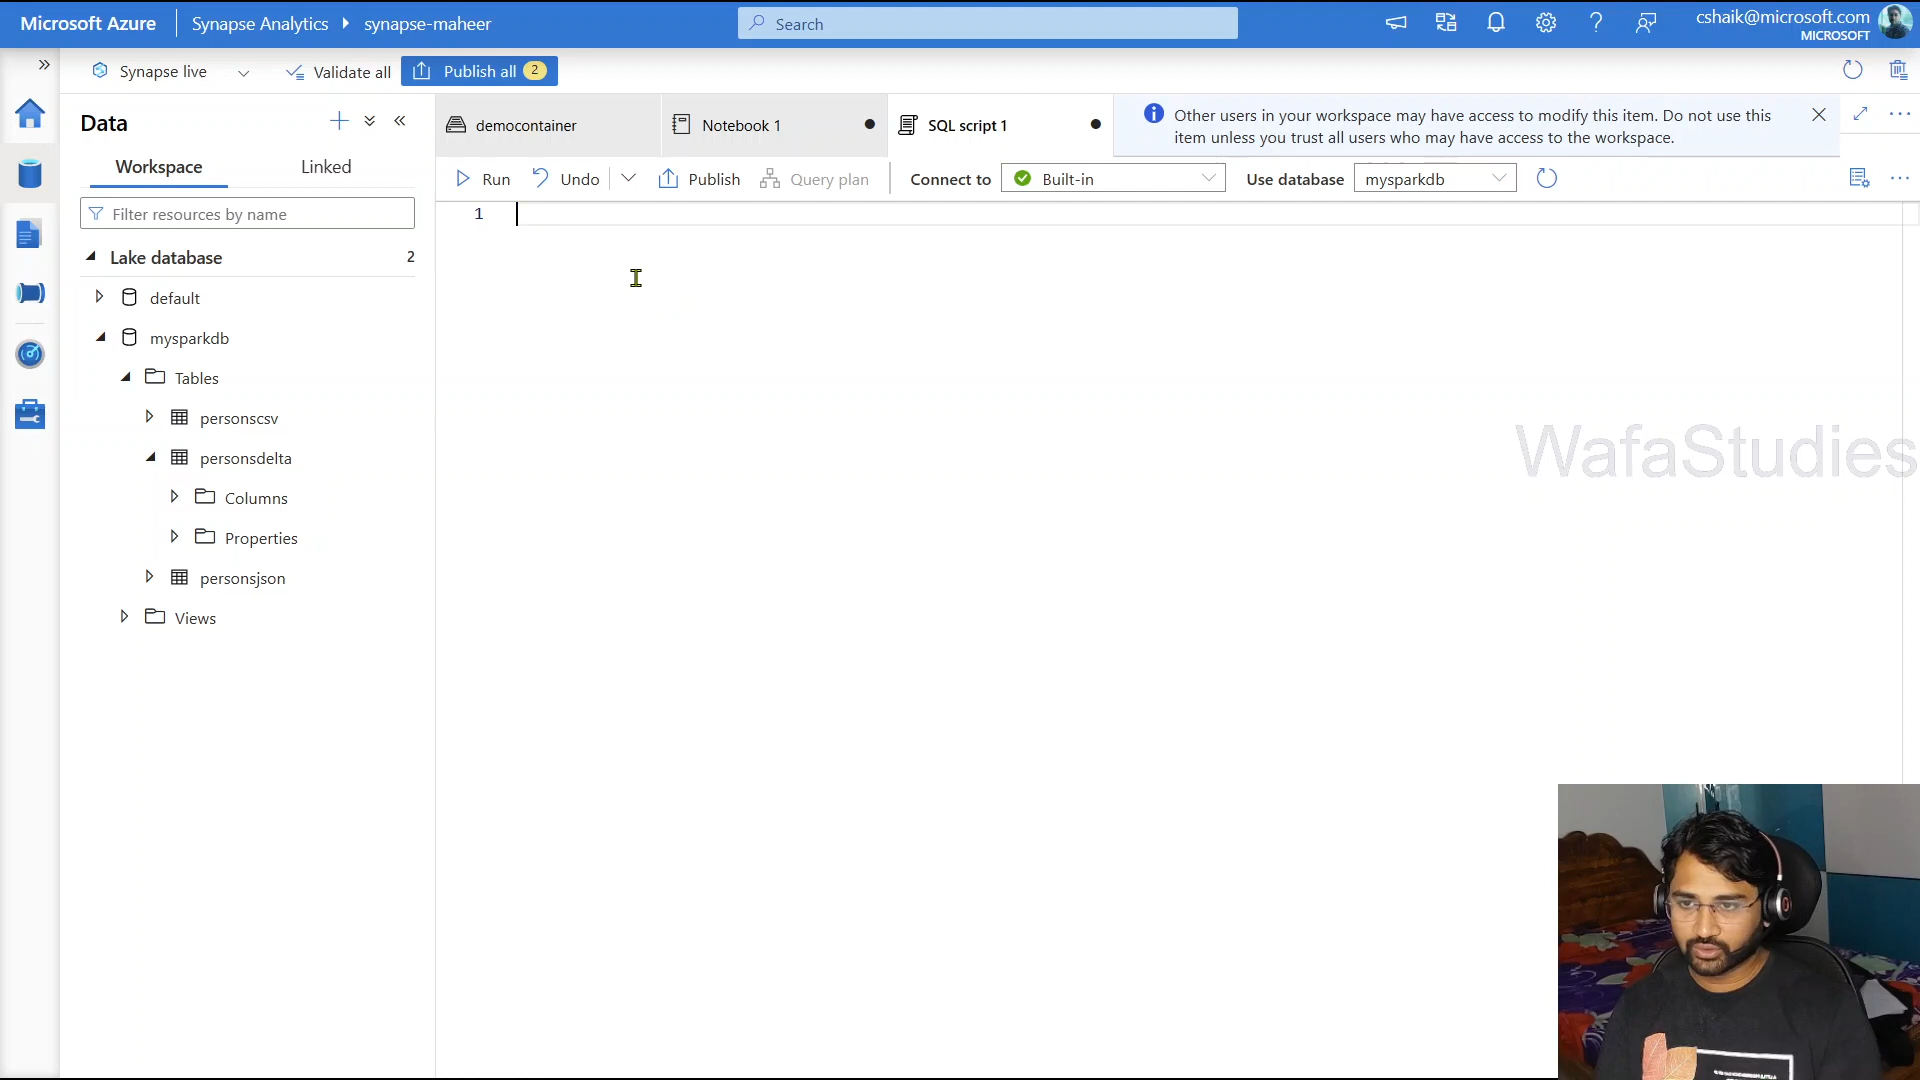 Microsoft Azure
Synapse Analytics
synapse-maheer
Search
cshaik@microsoft.com
MICROSOFT
Synapse live
Validate all
Publish all 2
Data
Workspace
Linked
Filter resources by name
Lake database 2
default
mysparkdb
Tables
personscsv
personsdelta
Columns
Properties
personsjson
Views
democontainer
Notebook 1
SQL script 1
Other users in your workspace may have access to modify this item. Do not use this
item unless you trust all users who may have access to the workspace.
Run
Undo
Publish
Query plan
Connect to
Built-in
Use database
mysparkdb
1
WafaStudies